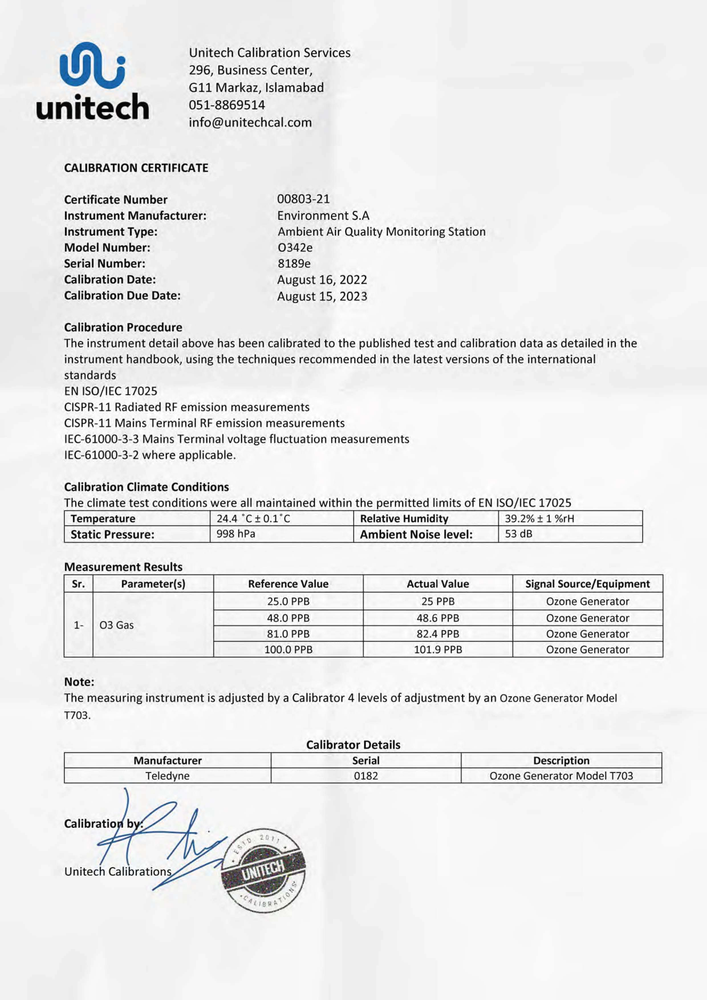 unitech
Unitech Calibration Services
296, Business Center,
G11 Markaz, Islamabad
051-8869514
info@unitechcal.com
CALIBRATION CERTIFICATE
Certificate Number 00803-21
Instrument Manufacturer: Environment S.A
Instrument Type: Ambient Air Quality Monitoring Station
Model Number: O342e
Serial Number: 8189e
Calibration Date: August 16, 2022
Calibration Due Date: August 15, 2023
Calibration Procedure
The instrument detail above has been calibrated to the published test and calibration data as detailed in the
instrument handbook, using the techniques recommended in the latest versions of the international
standards
EN ISO/IEC 17025
CISPR-11 Radiated RF emission measurements
CISPR-11 Mains Terminal RF emission measurements
IEC-61000-3-3 Mains Terminal voltage fluctuation measurements
IEC-61000-3-2 where applicable.
Calibration Climate Conditions
The climate test conditions were all maintained within the permitted limits of EN ISO/IEC 17025
Temperature 24.4 ˚C ± 0.1˚C Relative Humidity 39.2% ± 1 %rH
Static Pressure: 998 hPa Ambient Noise level: 53 dB
Measurement Results
Sr. Parameter(s) Reference Value Actual Value Signal Source/Equipment
1- O3 Gas 25.0 PPB 25 PPB Ozone Generator
48.0 PPB 48.6 PPB Ozone Generator
81.0 PPB 82.4 PPB Ozone Generator
100.0 PPB 101.9 PPB Ozone Generator
Note:
The measuring instrument is adjusted by a Calibrator 4 levels of adjustment by an Ozone Generator Model
T703.
Calibrator Details
Manufacturer Serial Description
Teledyne 0182 Ozone Generator Model T703
Calibration by:
Unitech Calibrations
ESTD. 2011
UNITECH
CALIBRATIONS